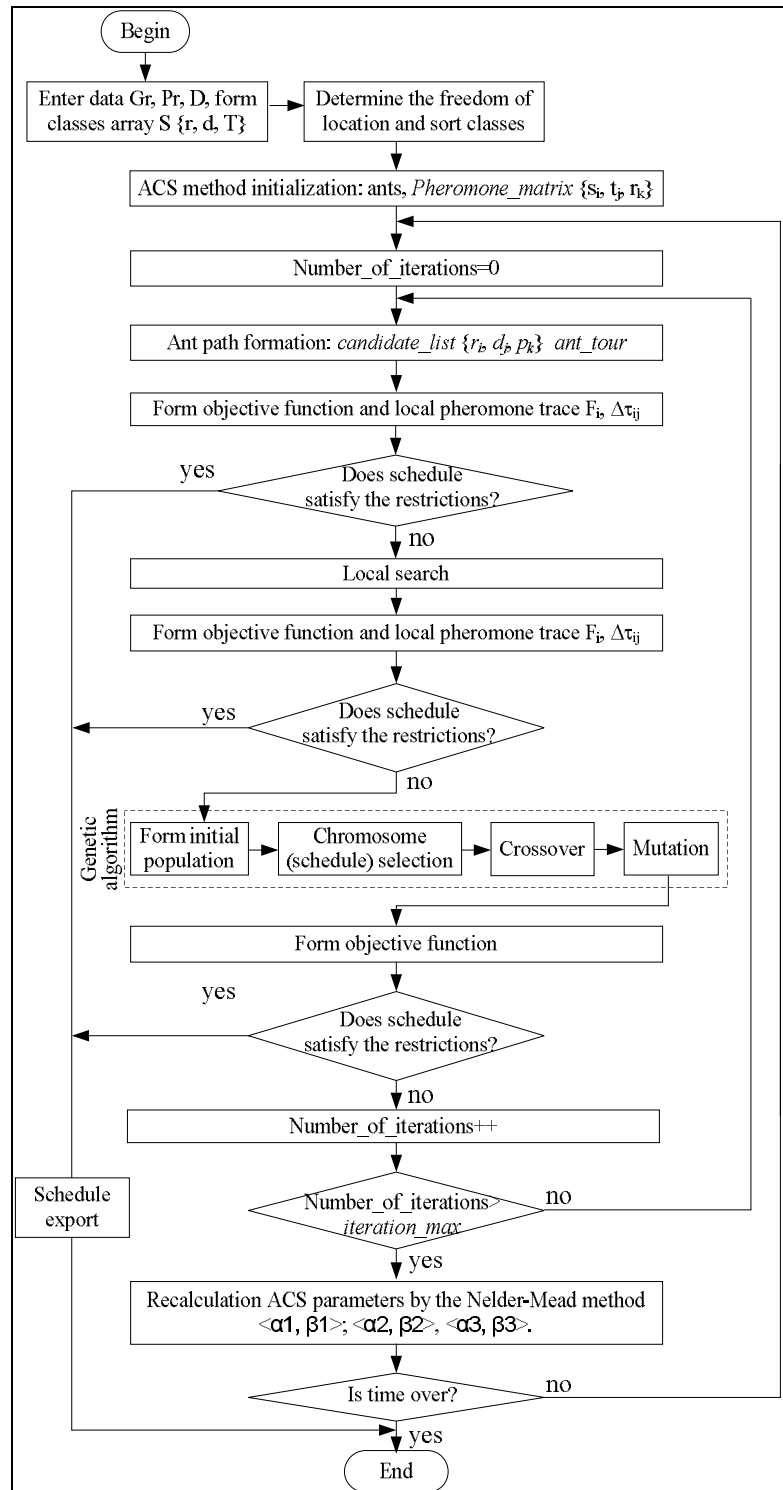 Begin
Enter data Gr, Pr, D, form
classes array S {r, d, T}
Determine the freedom of
location and sort classes
ACS method initialization: ants, Pheromone_matrix {sᵢ, tⱼ, rₖ}
Number_of_iterations=0
Ant path formation: candidate_list {rᵢ, dⱼ, pₖ} ant_tour
Form objective function and local pheromone trace Fᵢ, Δτᵢⱼ
yes
Does schedule
satisfy the restrictions?
no
Local search
Form objective function and local pheromone trace Fᵢ, Δτᵢⱼ
yes
Does schedule
satisfy the restrictions?
no
Genetic
algorithm
Form initial
population
Chromosome
(schedule) selection
Crossover
Mutation
Form objective function
yes
Does schedule
satisfy the restrictions?
no
Number_of_iterations++
Schedule
export
Number_of_iterations>
iteration_max
no
yes
Recalculation ACS parameters by the Nelder-Mead method
<α1, β1>; <α2, β2>, <α3, β3>.
Is time over?
no
yes
End